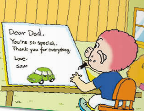 Dear Dad,
You're so special.
Thank you for everything.
Love,
Sam